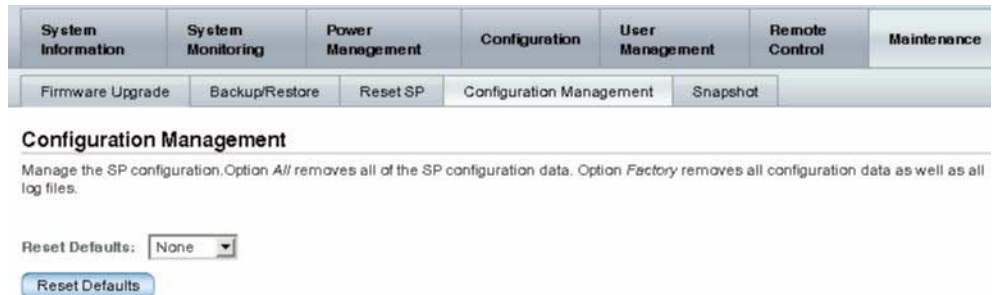 System Information
System Monitoring
Power Management
Configuration
User Management
Remote Control
Maintenance
Firmware Upgrade
Backup/Restore
Reset SP
Configuration Management
Snapshot
Configuration Management
Manage the SP configuration.Option All removes all of the SP configuration data. Option Factory removes all configuration data as well as all
log files.
Reset Defaults: None
Reset Defaults